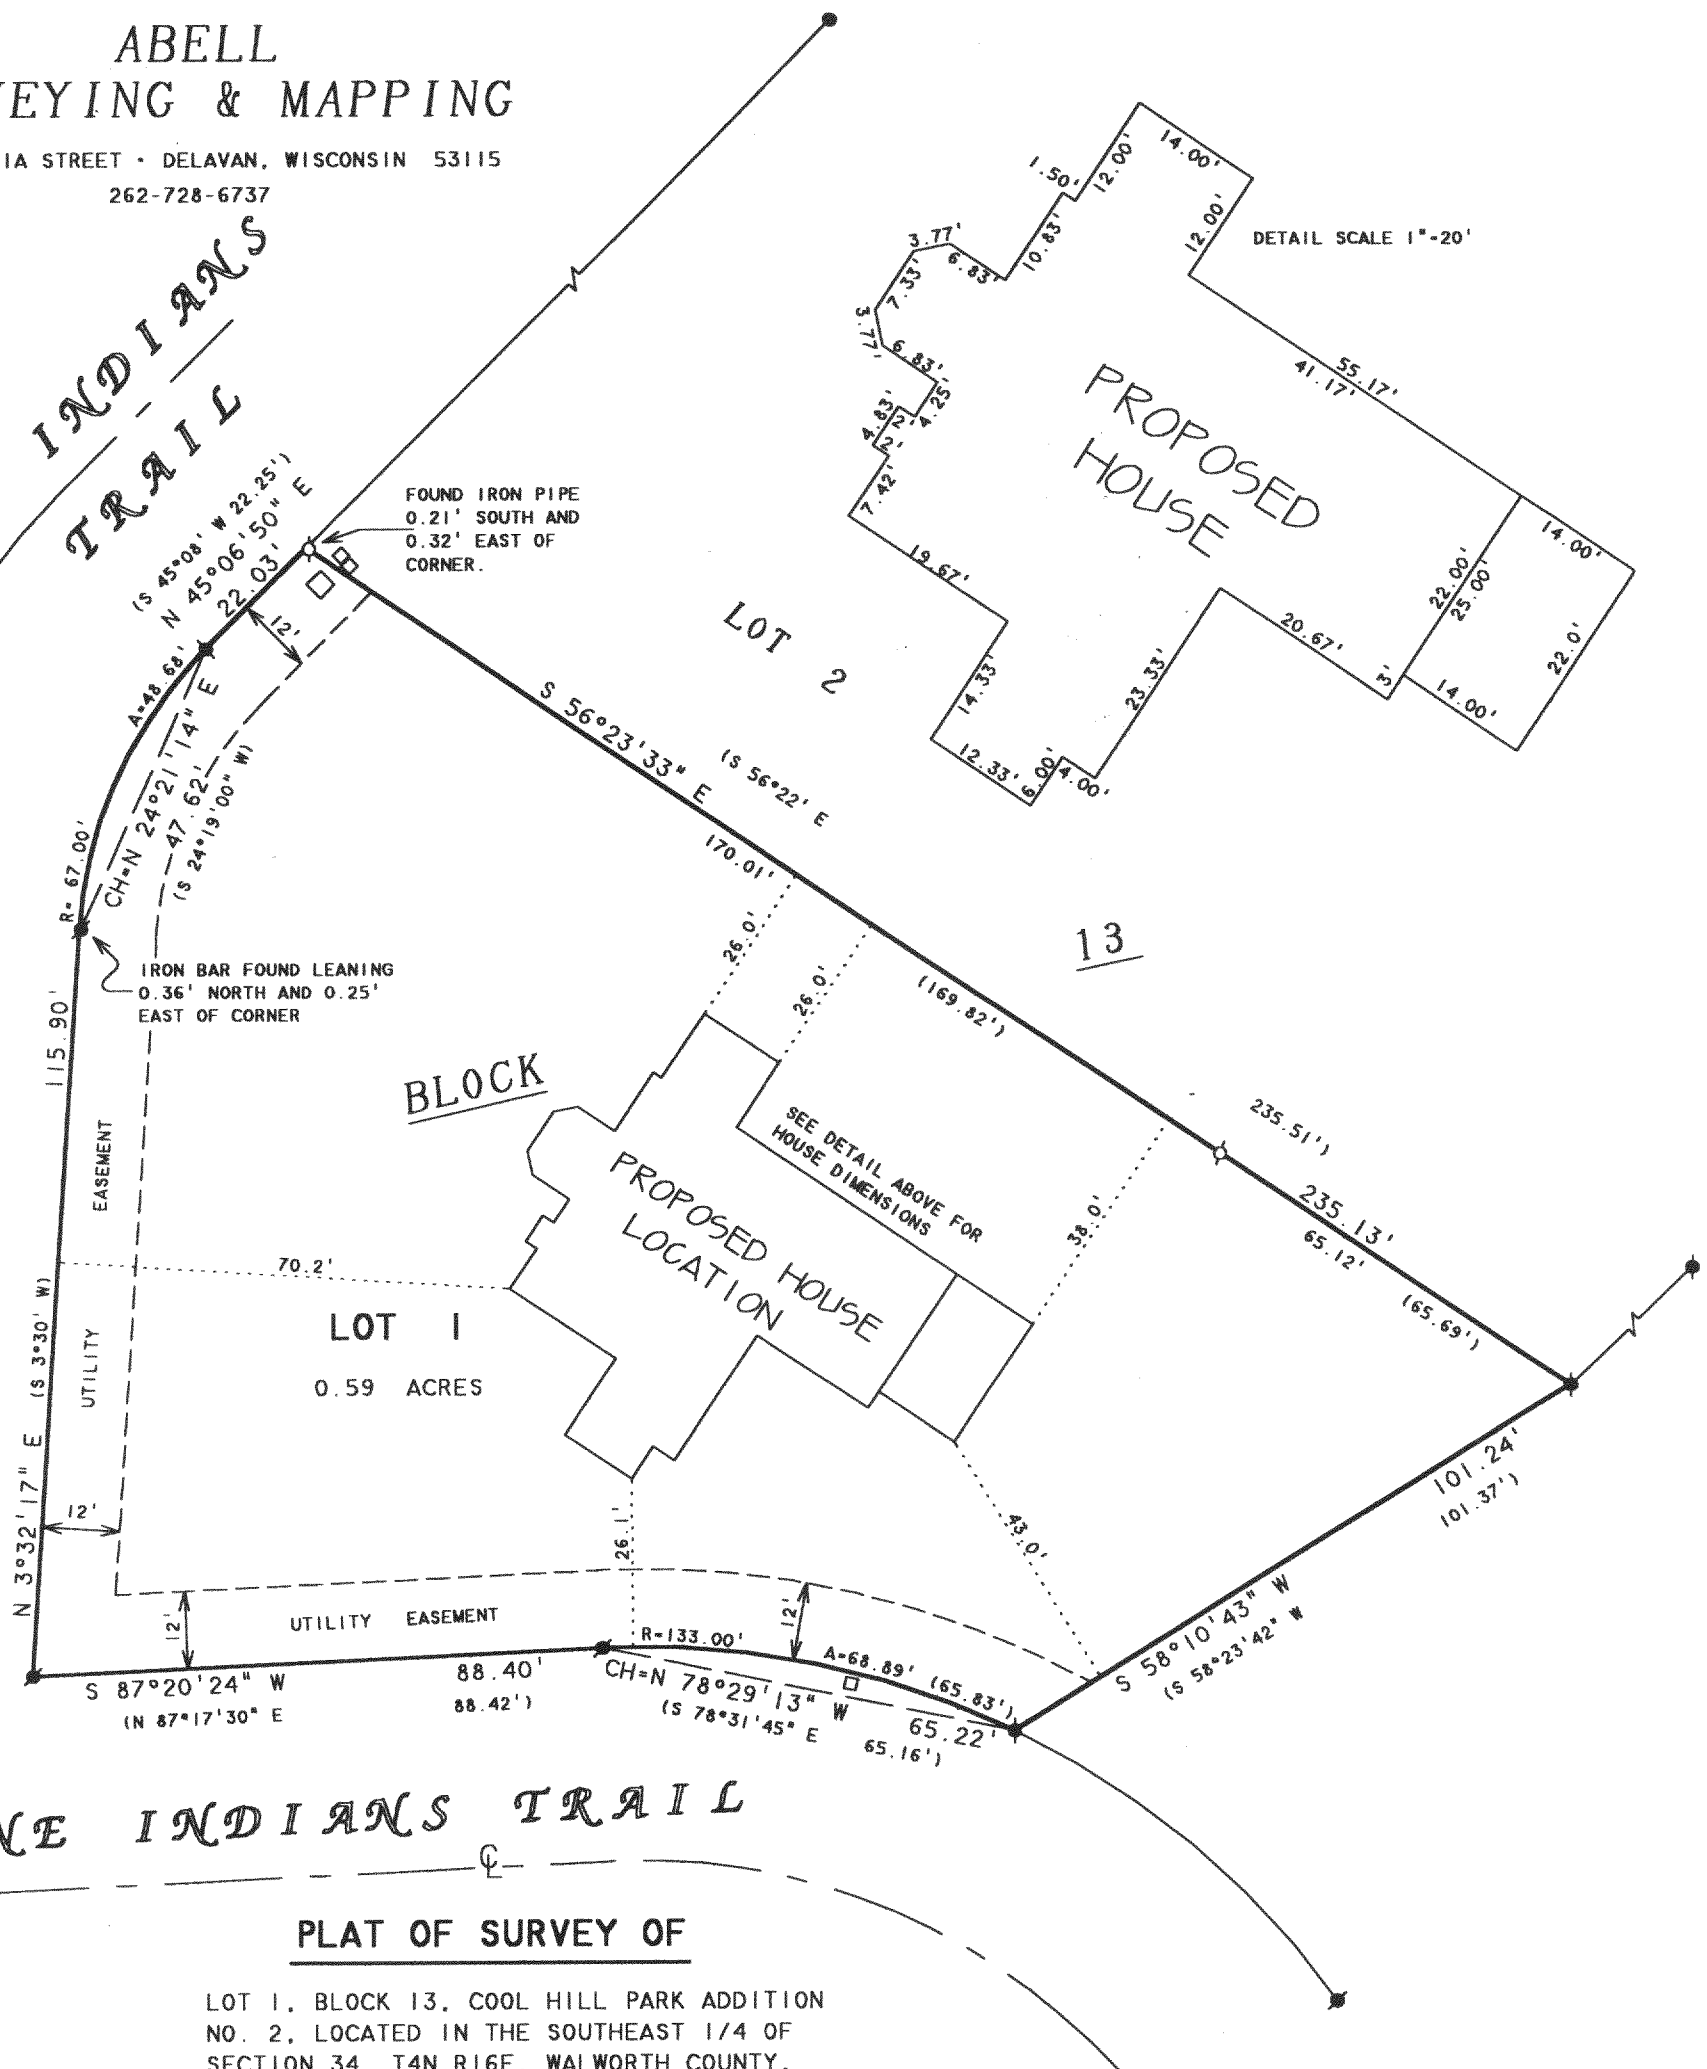 ABELL
EYING & MAPPING
IA STREET • DELAVAN, WISCONSIN 53115
262-728-6737
INDIANS
TRAIL
DETAIL SCALE 1"-20'
14.00'
12.00'
1.50'
12.00'
10.83'
3.77'
6.83'
7.33'
3.77'
6.83'
4.25'
2'
4.83'
2'
7.42'
55.17'
41.17'
PROPOSED
HOUSE
19.67'
14.33'
12.33'
6.00'
4.00'
23.33'
20.67'
3'
22.00'
25.00'
14.00'
22.0'
14.00'
(S 45°08' W 22.25')
N 45°06'50" E
22.03'
FOUND IRON PIPE
0.21' SOUTH AND
0.32' EAST OF
CORNER.
12'
LOT 2
A=48.68'
R= 67.00'
CH=N 24°21'14" E
47.62'
(S 24°19'00" W)
S 56°23'33" E
(S 56°22' E
170.01'
(169.82')
13
235.51')
235.13'
65.12'
(65.69')
26.0'
26.0'
38.0'
IRON BAR FOUND LEANING
0.36' NORTH AND 0.25'
EAST OF CORNER
115.90'
BLOCK
EASEMENT
UTILITY
SEE DETAIL ABOVE FOR
HOUSE DIMENSIONS
PROPOSED HOUSE
LOCATION
70.2'
LOT 1
0.59 ACRES
N 3°32'17" E
(S 3°30' W)
12'
26.1'
43.0'
101.24'
101.37')
S 58°10'43" W
(S 58°23'42" W
12'
UTILITY EASEMENT
12'
R=133.00'
A=68.89'
(65.83')
S 87°20'24" W 88.40'
(N 87°17'30" E 88.42')
CH=N 78°29'13" W 65.22'
(S 78°31'45" E 65.16')
NE INDIANS TRAIL
℄
PLAT OF SURVEY OF
LOT 1, BLOCK 13, COOL HILL PARK ADDITION
NO. 2, LOCATED IN THE SOUTHEAST 1/4 OF
SECTION 34, T4N R16E, WALWORTH COUNTY,